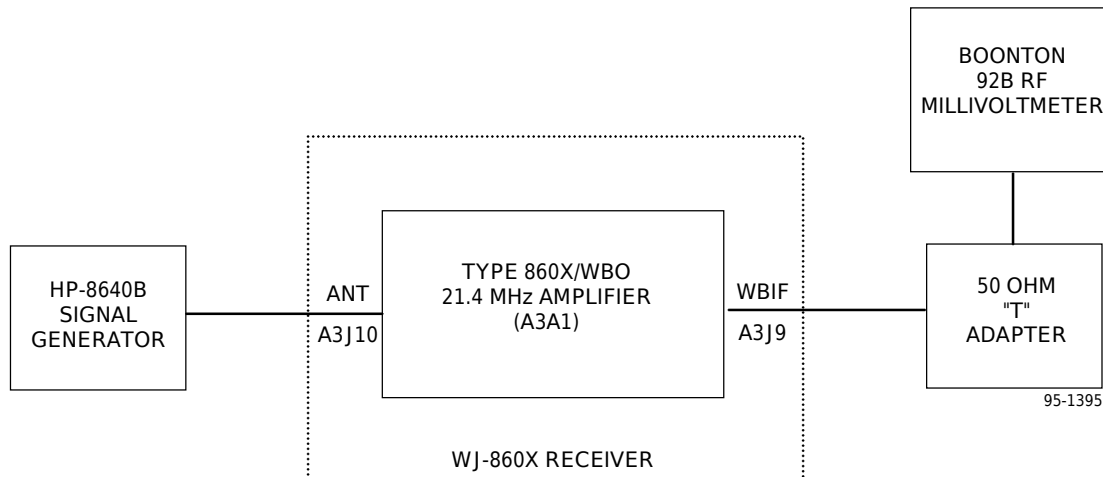 BOONTON
92B RF
MILLIVOLTMETER
HP-8640B
SIGNAL
GENERATOR
ANT
A3J10
TYPE 860X/WBO
21.4 MHz AMPLIFIER
(A3A1)
WBIF
A3J9
50 OHM
"T"
ADAPTER
95-1395
WJ-860X RECEIVER